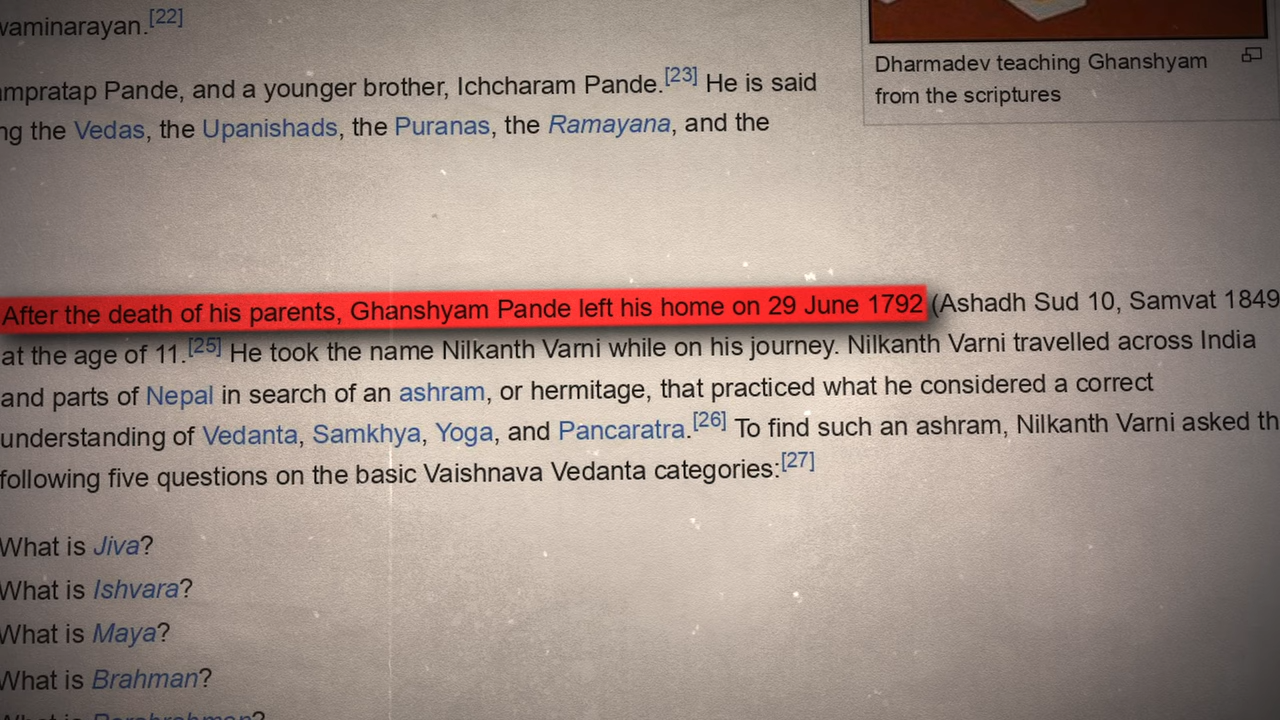 waminarayan.[22]
mpratap Pande, and a younger brother, Ichcharam Pande.[23] He is said
ng the Vedas, the Upanishads, the Puranas, the Ramayana, and the
Dharmadev teaching Ghanshyam
from the scriptures
After the death of his parents, Ghanshyam Pande left his home on 29 June 1792 (Ashadh Sud 10, Samvat 1849
at the age of 11.[25] He took the name Nilkanth Varni while on his journey. Nilkanth Varni travelled across India
and parts of Nepal in search of an ashram, or hermitage, that practiced what he considered a correct
understanding of Vedanta, Samkhya, Yoga, and Pancaratra.[26] To find such an ashram, Nilkanth Varni asked th
following five questions on the basic Vaishnava Vedanta categories:[27]
What is Jiva?
What is Ishvara?
What is Maya?
What is Brahman?
What is Parabrahman?